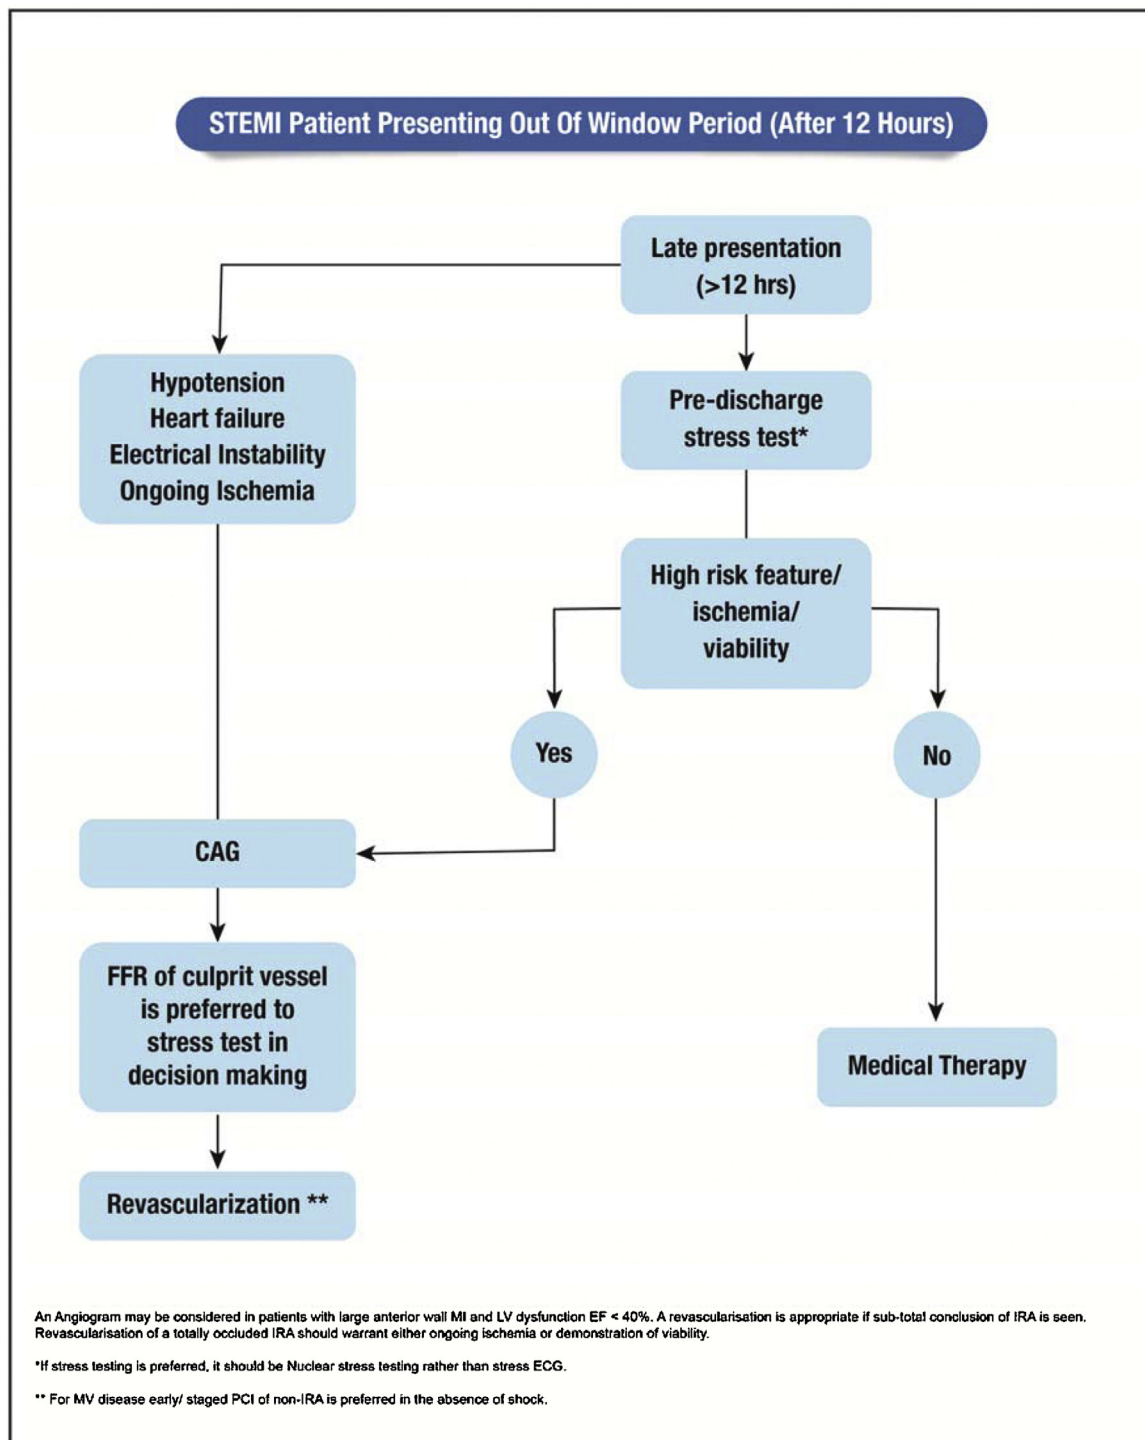 STEMI Patient Presenting Out Of Window Period (After 12 Hours)
Late presentation
(>12 hrs)
Hypotension
Heart failure
Electrical Instability
Ongoing Ischemia
Pre-discharge
stress test*
High risk feature/
ischemia/
viability
Yes
No
CAG
FFR of culprit vessel
is preferred to
stress test in
decision making
Medical Therapy
Revascularization **
An Angiogram may be considered in patients with large anterior wall MI and LV dysfunction EF < 40%. A revascularisation is appropriate if sub-total conclusion of IRA is seen.
Revascularisation of a totally occluded IRA should warrant either ongoing ischemia or demonstration of viability.
*If stress testing is preferred, it should be Nuclear stress testing rather than stress ECG.
** For MV disease early/ staged PCI of non-IRA is preferred in the absence of shock.